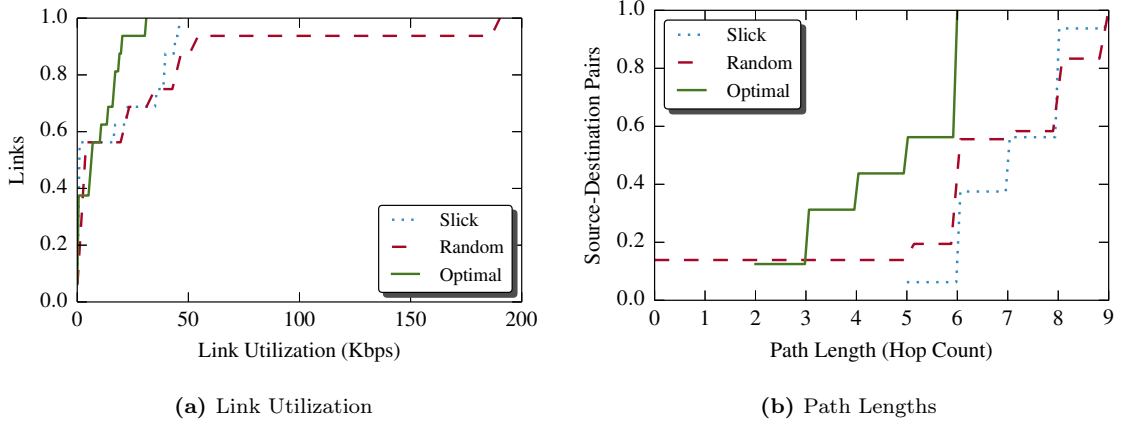 1.0
0.8
0.6
0.4
0.2
0.0
Links
Slick
Random
Optimal
0 50 100 150 200
Link Utilization (Kbps)
(a) Link Utilization
1.0
0.8
0.6
0.4
0.2
0.0
Source-Destination Pairs
Slick
Random
Optimal
0 1 2 3 4 5 6 7 8 9
Path Length (Hop Count)
(b) Path Lengths